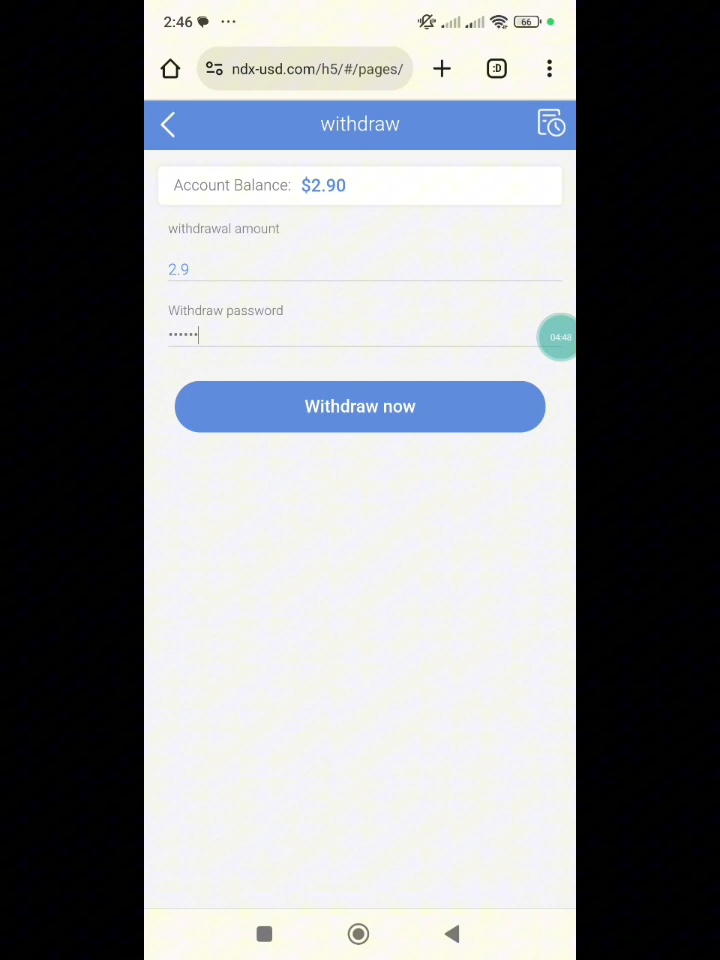 2:46
66
ndx-usd.com/h5/#/pages/
:D
withdraw
Account Balance: $2.90
withdrawal amount
2.9
Withdraw password
••••••
04:48
Withdraw now